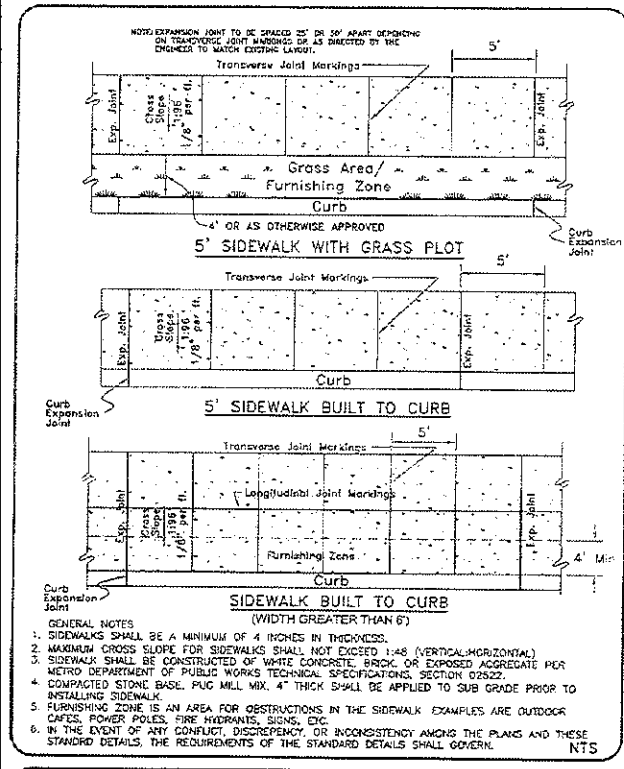 NOTE: EXPANSION JOINT TO BE SPACED 25' OR 50' APART DEPENDING
ON TRANSVERSE JOINT MARKINGS OR AS DIRECTED BY THE
ENGINEER TO MATCH EXISTING LAYOUT.
5'
Transverse Joint Markings
Exp. Joint
Cross
Slope
1:96
1/8" per ft.
Exp. Joint
Grass Area/
Furnishing Zone
Curb
4' OR AS OTHERWISE APPROVED
Curb
Expansion
Joint
5' SIDEWALK WITH GRASS PLOT
5'
Transverse Joint Markings
Exp. Joint
Cross
Slope
1:96
1/8" per ft.
Exp. Joint
Curb
Curb
Expansion
Joint
5' SIDEWALK BUILT TO CURB
Transverse Joint Markings
5'
Longitudinal Joint Markings
Exp. Joint
Cross
Slope
1:96
1/8" per ft.
Exp. Joint
Furnishing Zone
4' Min
Curb
Curb
Expansion
Joint
SIDEWALK BUILT TO CURB
(WIDTH GREATER THAN 6')
GENERAL NOTES
1. SIDEWALKS SHALL BE A MINIMUM OF 4 INCHES IN THICKNESS.
2. MAXIMUM CROSS SLOPE FOR SIDEWALKS SHALL NOT EXCEED 1:48 (VERTICAL:HORIZONTAL)
3. SIDEWALK SHALL BE CONSTRUCTED OF WHITE CONCRETE, BRICK, OR EXPOSED AGGREGATE PER
METRO DEPARTMENT OF PUBLIC WORKS TECHNICAL SPECIFICATIONS, SECTION 02522.
4. COMPACTED STONE BASE, PUG MILL MIX, 4" THICK SHALL BE APPLIED TO SUB GRADE PRIOR TO
INSTALLING SIDEWALK.
5. FURNISHING ZONE IS AN AREA FOR OBSTRUCTIONS IN THE SIDEWALK EXAMPLES ARE OUTDOOR
CAFES, POWER POLES, FIRE HYDRANTS, SIGNS, ETC.
6. IN THE EVENT OF ANY CONFLICT, DISCREPENCY, OR INCONSISTENCY AMONG THE PLANS AND THESE
STANDRD DETAILS, THE REQUIREMENTS OF THE STANDARD DETAILS SHALL GOVERN.
NTS